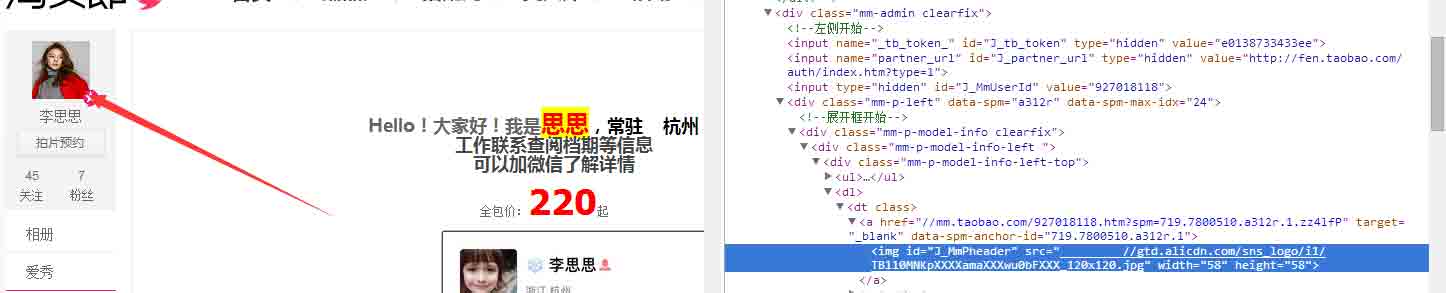 李思思
拍片预约
45 7
关注 粉丝
相册
爱秀
Hello！大家好！我是思思，常驻 杭州
工作联系查阅档期等信息
可以加微信了解详情
全包价：220起
李思思
浙江 杭州
<div class="mm-admin clearfix">
<!--左侧开始-->
<input name="_tb_token_" id="J_tb_token" type="hidden" value="e0138733433ee">
<input name="partner_url" id="J_partner_url" type="hidden" value="http://fen.taobao.com/
auth/index.htm?type=1">
<input type="hidden" id="J_MmUserId" value="927018118">
<div class="mm-p-left" data-spm="a312r" data-spm-max-idx="24">
<!--展开框开始-->
<div class="mm-p-model-info clearfix">
<div class="mm-p-model-info-left ">
<div class="mm-p-model-info-left-top">
<ul>…</ul>
<dl>
<dt class>
<a href="//mm.taobao.com/927018118.htm?spm=719.7800510.a312r.1.zz4lfP" target=
"_blank" data-spm-anchor-id="719.7800510.a312r.1">
<img id="J_MmPheader" src="         //gtd.alicdn.com/sns_logo/i1/
TB1l0MNKpXXXXamaXXXwu0bFXXX_120x120.jpg" width="58" height="58">
</a>